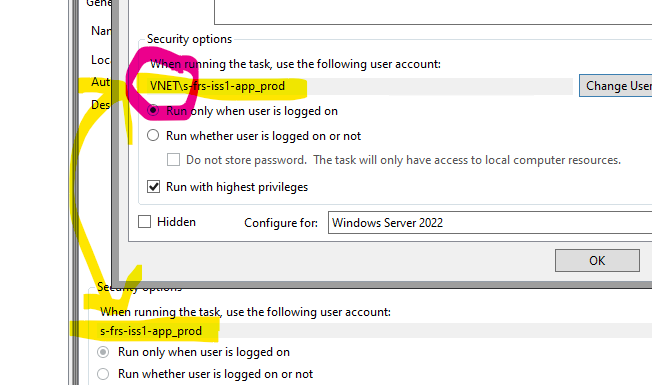 Gene
Nam
Loc
Aut
Des
Security options
When running the task, use the following user account:
VNET\s-frs-iss1-app_prod
Change User
Run only when user is logged on
Run whether user is logged on or not
Do not store password.  The task will only have access to local computer resources.
Run with highest privileges
Hidden
Configure for:
Windows Server 2022
OK
Security options
When running the task, use the following user account:
s-frs-iss1-app_prod
Run only when user is logged on
Run whether user is logged on or not